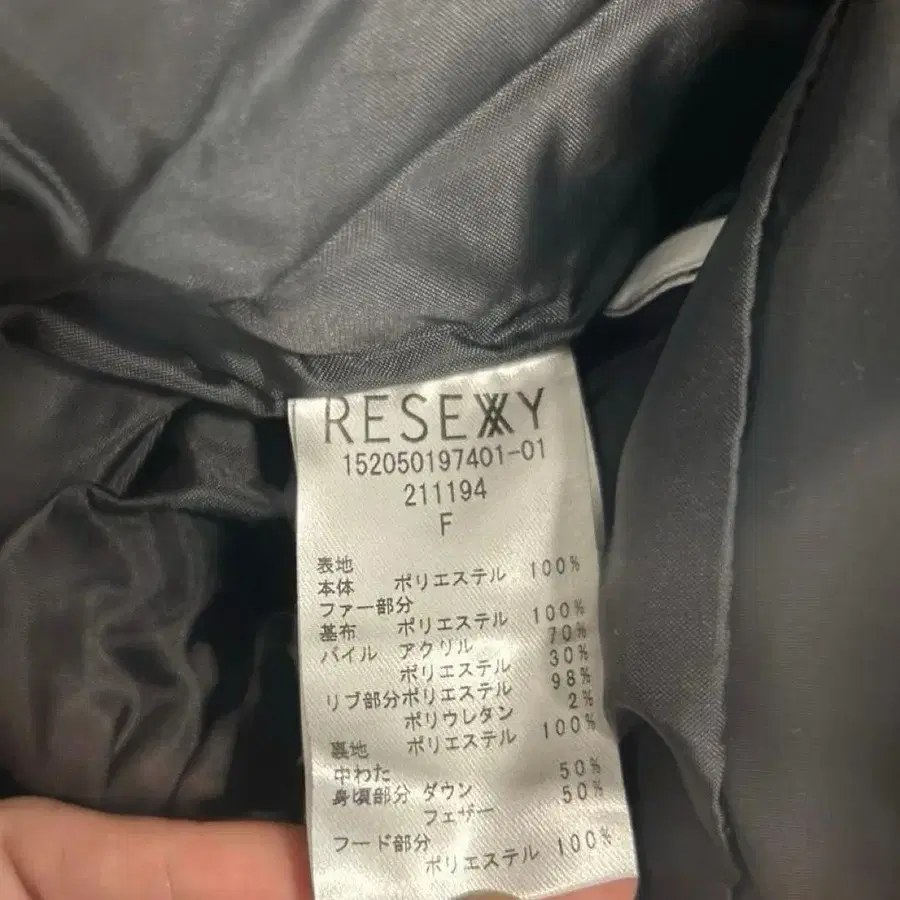 RESEXXY
152050197401-01
211194
F
表地
本体 ポリエステル 100%
ファー部分
基布 ポリエステル 100%
パイル アクリル 70%
ポリエステル 30%
リブ部分ポリエステル 98%
ポリウレタン 2%
裏地 ポリエステル 100%
中わた
身頃部分 ダウン 50%
フェザー 50%
フード部分
ポリエステル 100%